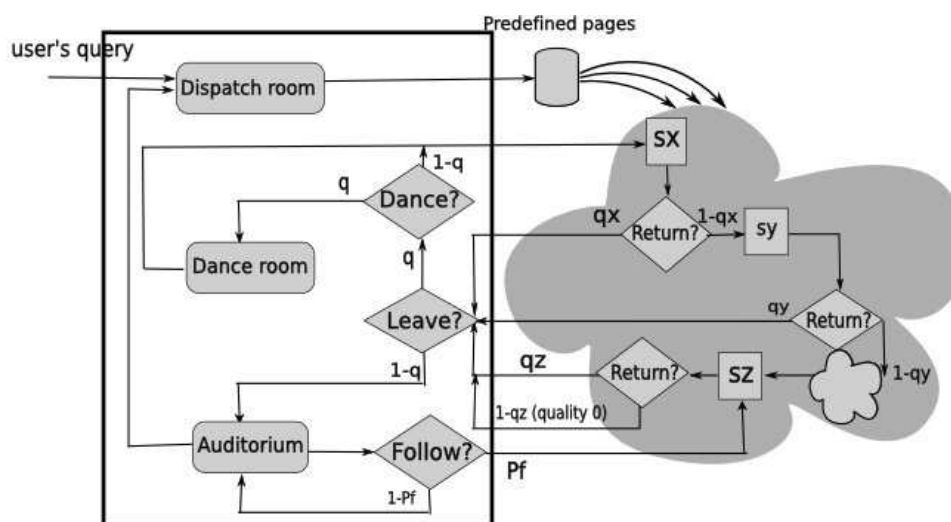 Predefined pages
user's query
Dispatch room
SX
1-q
q
Dance?
qx
1-qx
sy
Return?
Dance room
q
Leave?
qy
Return?
qz
Return?
SZ
1-qy
1-q
1-qz (quality 0)
Auditorium
Follow?
Pf
1-Pf